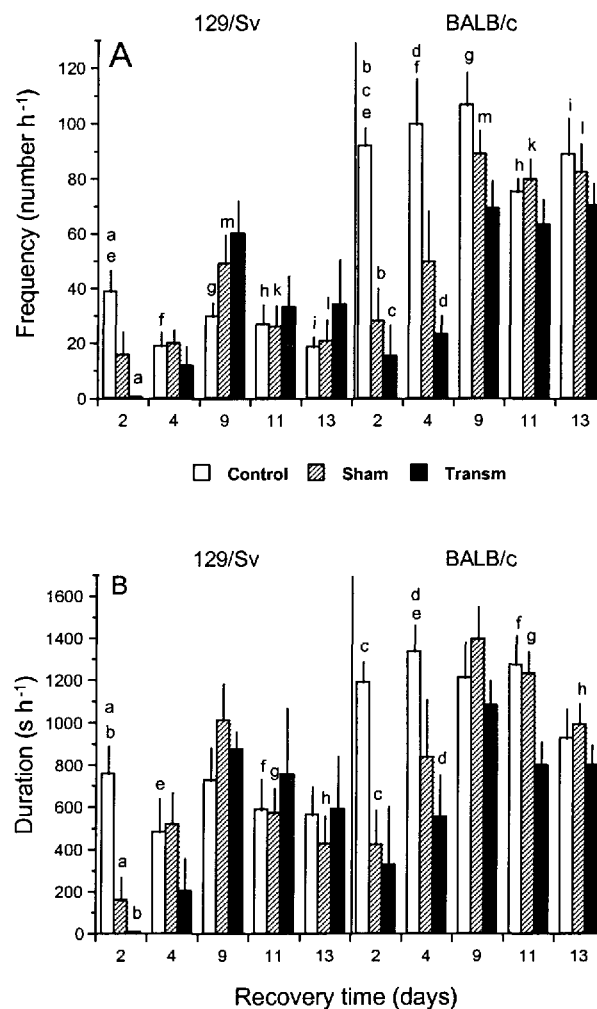 129/Sv BALB/c
A
Frequency (number h⁻¹)
120
100
80
60
40
20
0
a
e
a
f
g
m
h k
i l
b
c
e
b
c
d
f
d
g
m
h
k
i
l
2 4 9 11 13 2 4 9 11 13
Control Sham Transm
129/Sv BALB/c
B
Duration (s h⁻¹)
1600
1400
1200
1000
800
600
400
200
0
a
b
a
b
e
f
g
h
c
c
d
e
d
f
g
h
2 4 9 11 13 2 4 9 11 13
Recovery time (days)